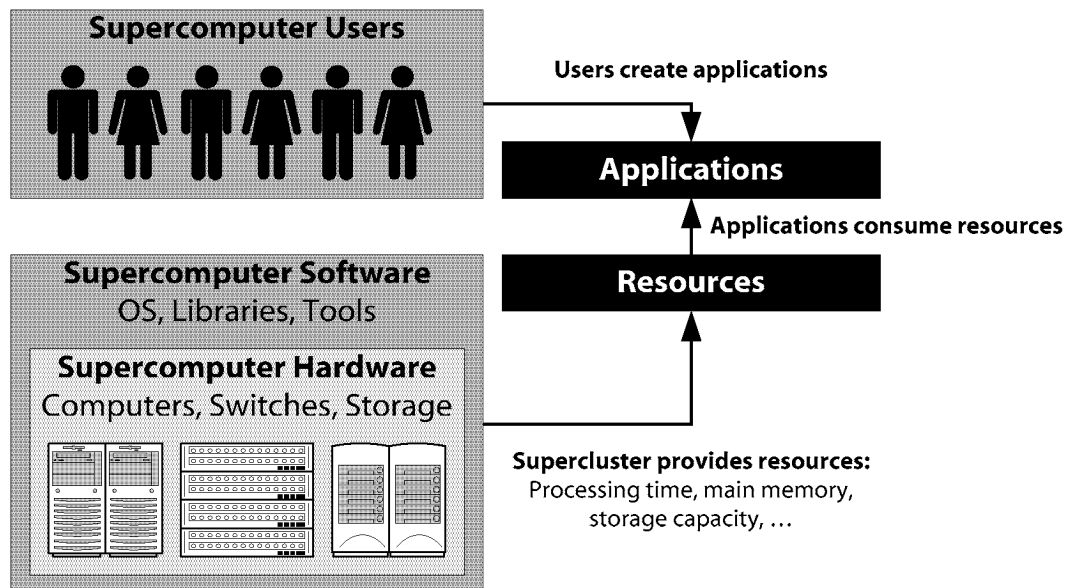 Supercomputer Users
Users create applications
Applications
Applications consume resources
Supercomputer Software
OS, Libraries, Tools
Resources
Supercomputer Hardware
Computers, Switches, Storage
Supercluster provides resources:
Processing time, main memory,
storage capacity, …